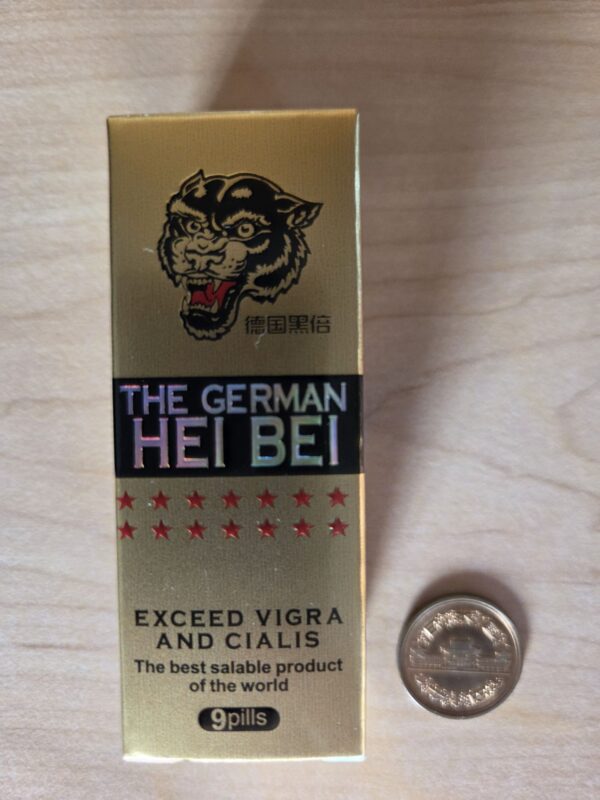 德国黑倍
THE GERMAN
HEI BEI
EXCEED VIGRA
AND CIALIS
The best salable product
of the world
9pills